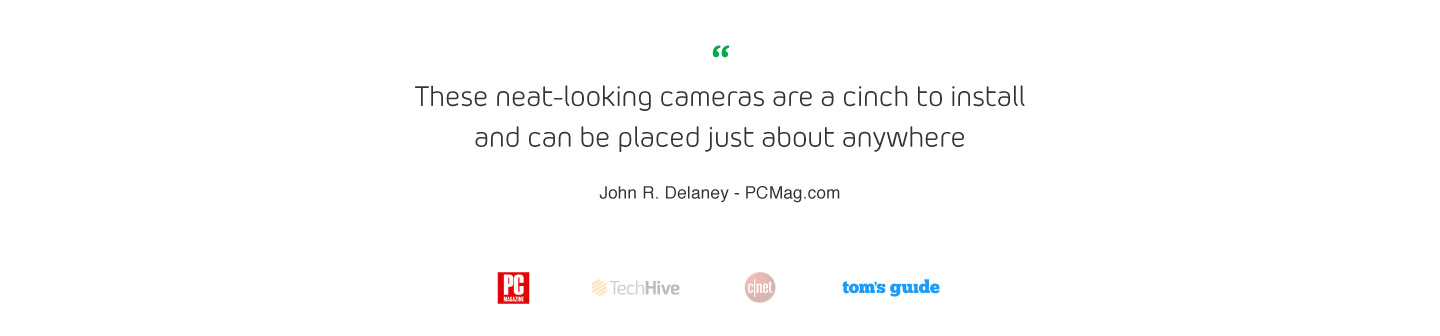 “
These neat-looking cameras are a cinch to install
and can be placed just about anywhere
John R. Delaney - PCMag.com
PC
MAGAZINE
TechHive
c|net
tom's guide